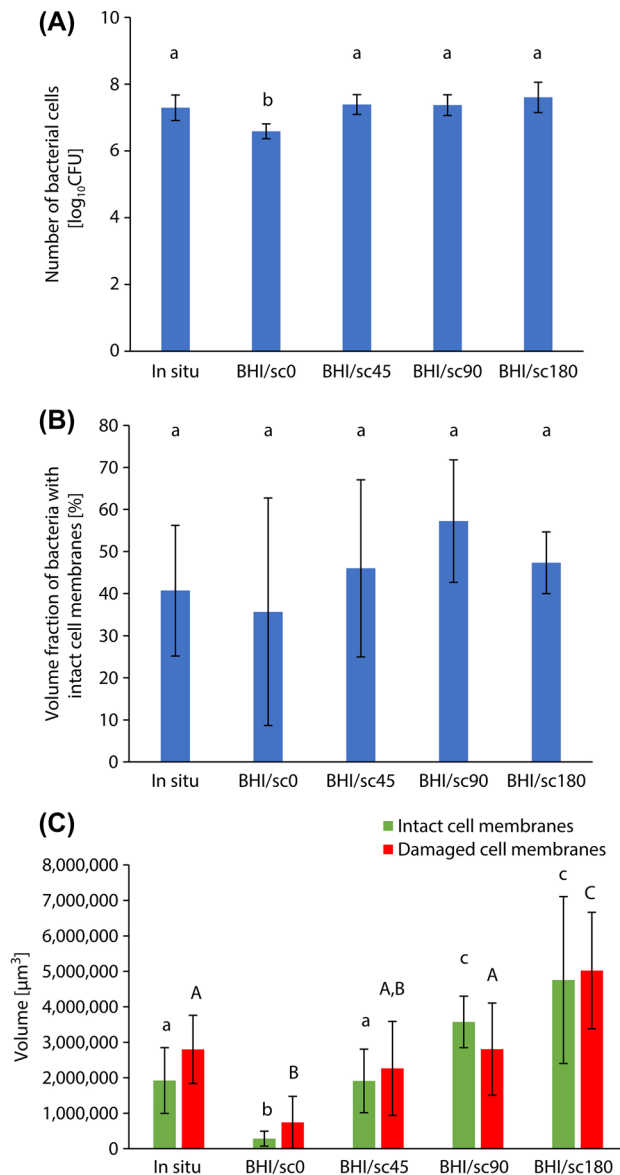 (A)
Number of bacterial cells
[log₁₀CFU]
10
8
6
4
2
0
a
b
a
a
a
In situ BHI/sc0 BHI/sc45 BHI/sc90 BHI/sc180
(B)
Volume fraction of bacteria with
intact cell membranes [%]
80
70
60
50
40
30
20
10
0
a
a
a
a
a
In situ BHI/sc0 BHI/sc45 BHI/sc90 BHI/sc180
(C)
Intact cell membranes
Damaged cell membranes
Volume [µm³]
8,000,000
7,000,000
6,000,000
5,000,000
4,000,000
3,000,000
2,000,000
1,000,000
0
a
A
b
B
a
A,B
c
A
c
C
In situ BHI/sc0 BHI/sc45 BHI/sc90 BHI/sc180